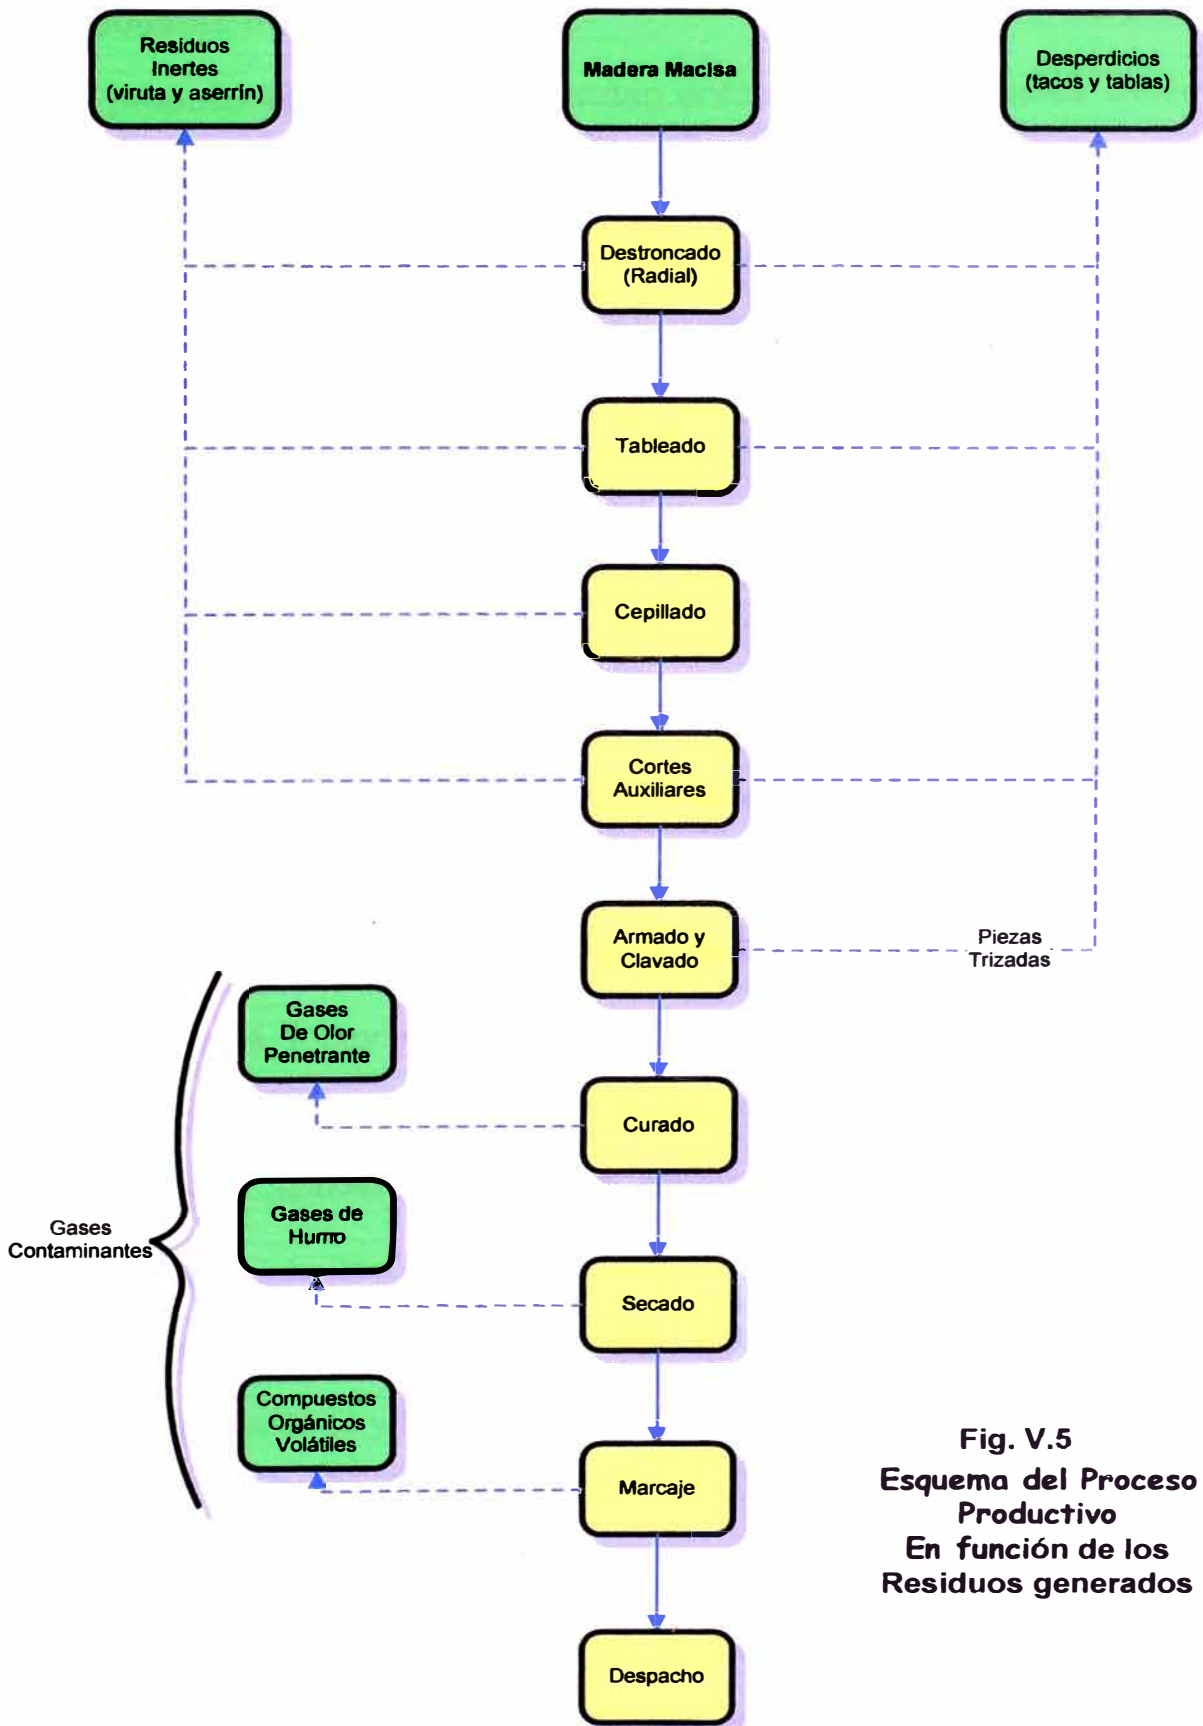 Resíduos
Inertes
(viruta y aserrín)
Madera Macisa
Desperdicios
(tacos y tablas)
Destroncado
(Radial)
Tableado
Cepillado
Cortes
Auxiliares
Armado y
Clavado
Piezas
Trizadas
Gases
De Olor
Penetrante
Curado
Gases
Contaminantes
Gases de
Humo
Secado
Compuestos
Orgánicos
Volátiles
Marcaje
Despacho
Fig. V.5
Esquema del Proceso
Productivo
En función de los
Residuos generados